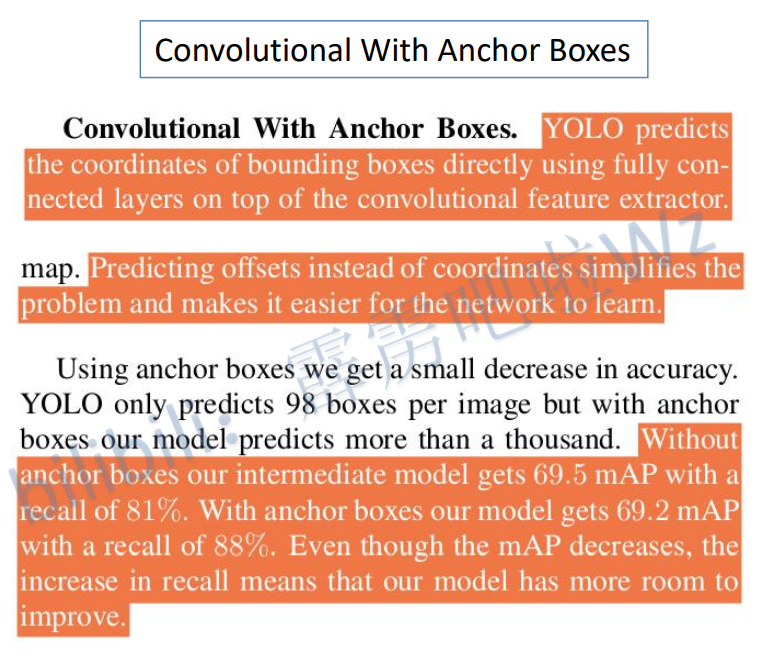 Convolutional With Anchor Boxes
Convolutional With Anchor Boxes. YOLO predicts
the coordinates of bounding boxes directly using fully con-
nected layers on top of the convolutional feature extractor.
map. Predicting offsets instead of coordinates simplifies the
problem and makes it easier for the network to learn.
Using anchor boxes we get a small decrease in accuracy.
YOLO only predicts 98 boxes per image but with anchor
boxes our model predicts more than a thousand. Without
anchor boxes our intermediate model gets 69.5 mAP with a
recall of 81%. With anchor boxes our model gets 69.2 mAP
with a recall of 88%. Even though the mAP decreases, the
increase in recall means that our model has more room to
improve.
bilibili: 霹雳吧啦Wz